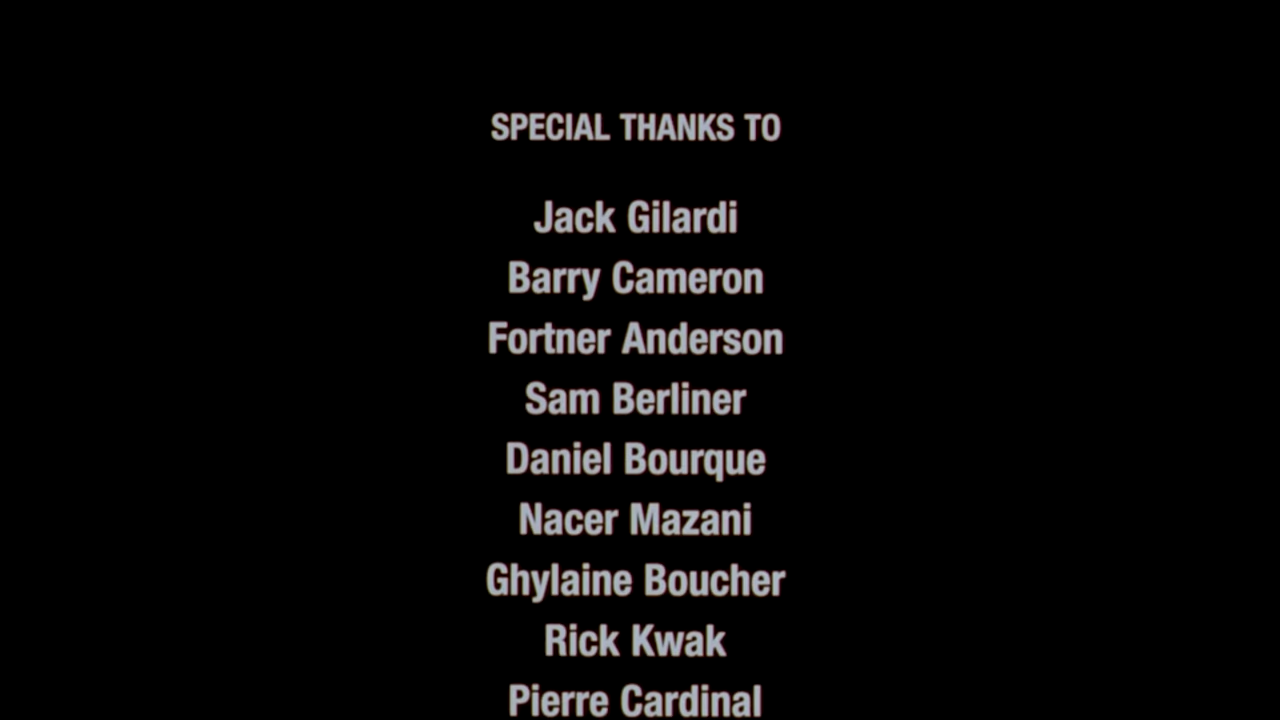 SPECIAL THANKS TO
Jack Gilardi
Barry Cameron
Fortner Anderson
Sam Berliner
Daniel Bourque
Nacer Mazani
Ghylaine Boucher
Rick Kwak
Pierre Cardinal